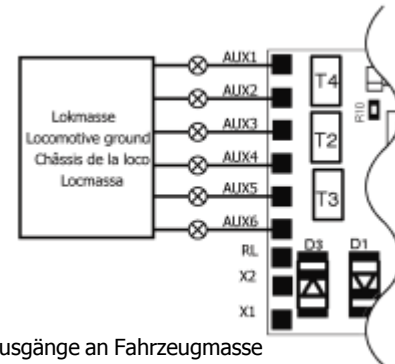 AUX1
AUX2
AUX3
AUX4
AUX5
AUX6
RL
X2
X1
Lokmasse
Locomotive ground
Châssis de la loco
Locmassa
T4
R10
T2
T3
D3 D1
usgänge an Fahrzeugmasse